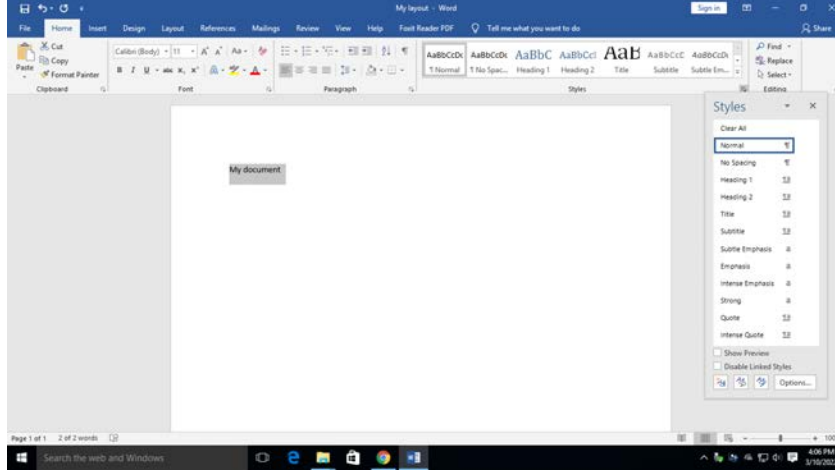 My layout - Word
Sign in
File Home Insert Design Layout References Mailings Review View Help Foxit Reader PDF Tell me what you want to do Share
Paste
Cut
Copy
Format Painter
Clipboard
Calibri (Body) 11 A A Aa
B I U abc x, x' A
Font
Paragraph
AaBbCcDc AaBbCcDc AaBbC AaBbCcI AaB AaBbCcC AaBbCcDc
¶ Normal ¶ No Spac... Heading 1 Heading 2 Title Subtitle Subtle Em...
Styles
Find
Replace
Select
Editing
My document
Styles
Clear All
Normal ¶
No Spacing ¶
Heading 1 ¶a
Heading 2 ¶a
Title ¶a
Subtitle ¶a
Subtle Emphasis a
Emphasis a
Intense Emphasis a
Strong a
Quote ¶a
Intense Quote ¶a
Show Preview
Disable Linked Styles
Options...
Page 1 of 1 2 of 2 words
100
Search the web and Windows
4:06 PM